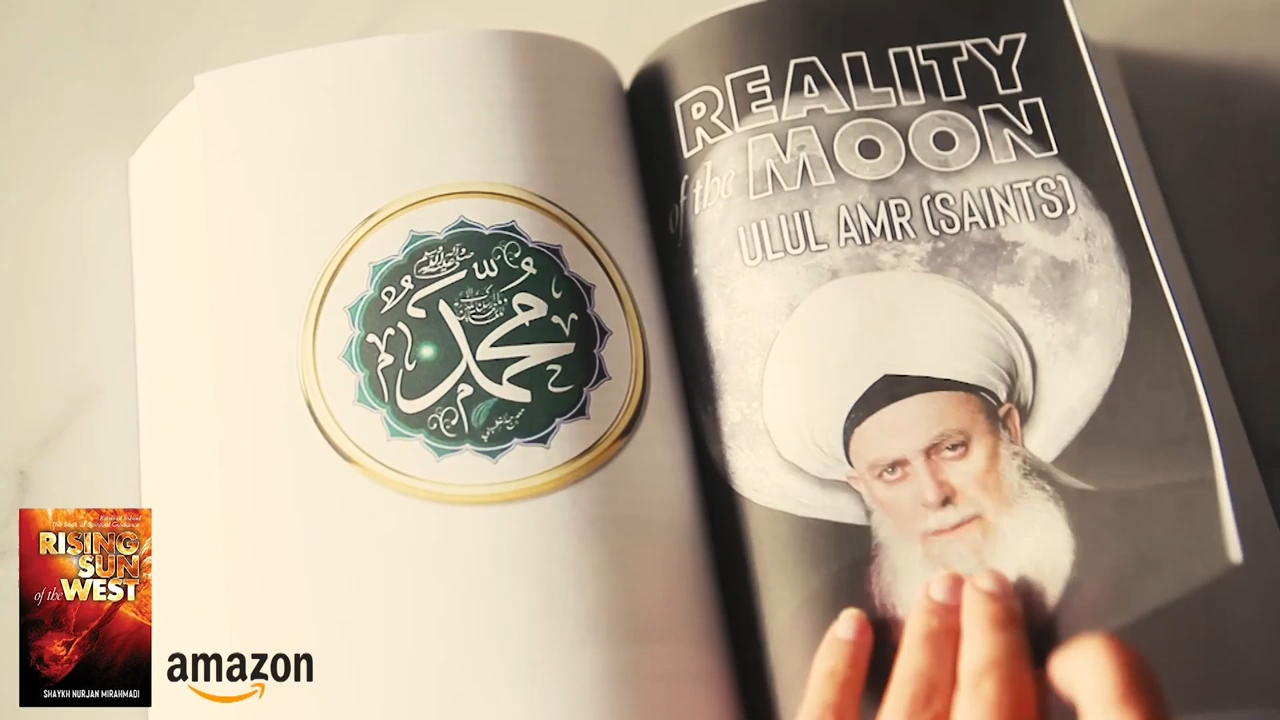 محمد
REALITY
of the MOON
ULUL AMR (SAINTS)
RISING
SUN
of the WEST
SHAYKH NURJAN MIRAHMADI
amazon